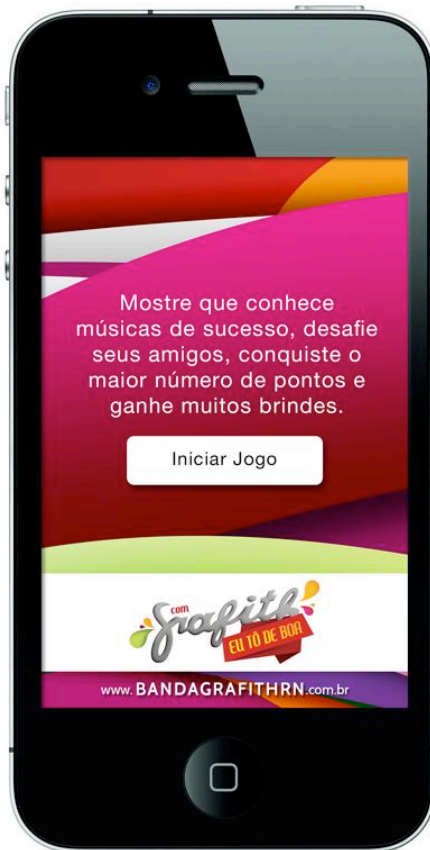 Mostre que conhece
músicas de sucesso, desafie
seus amigos, conquiste o
maior número de pontos e
ganhe muitos brindes.
Iniciar Jogo
com
Grafith
EU TÔ DE BOA
www.BANDAGRAFITHRN.com.br